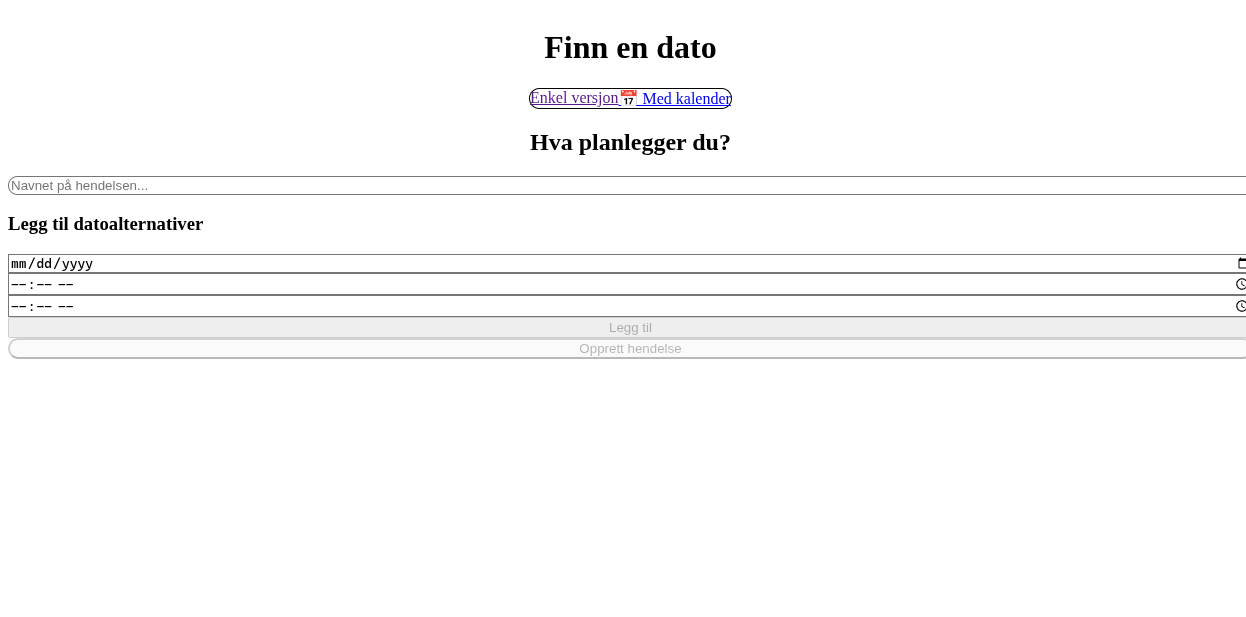 Finn en dato
Enkel versjon📅 Med kalender
Hva planlegger du?
Navnet på hendelsen...
Legg til datoalternativer
mm/dd/yyyy
--:-- --
--:-- --
Legg til
Opprett hendelse